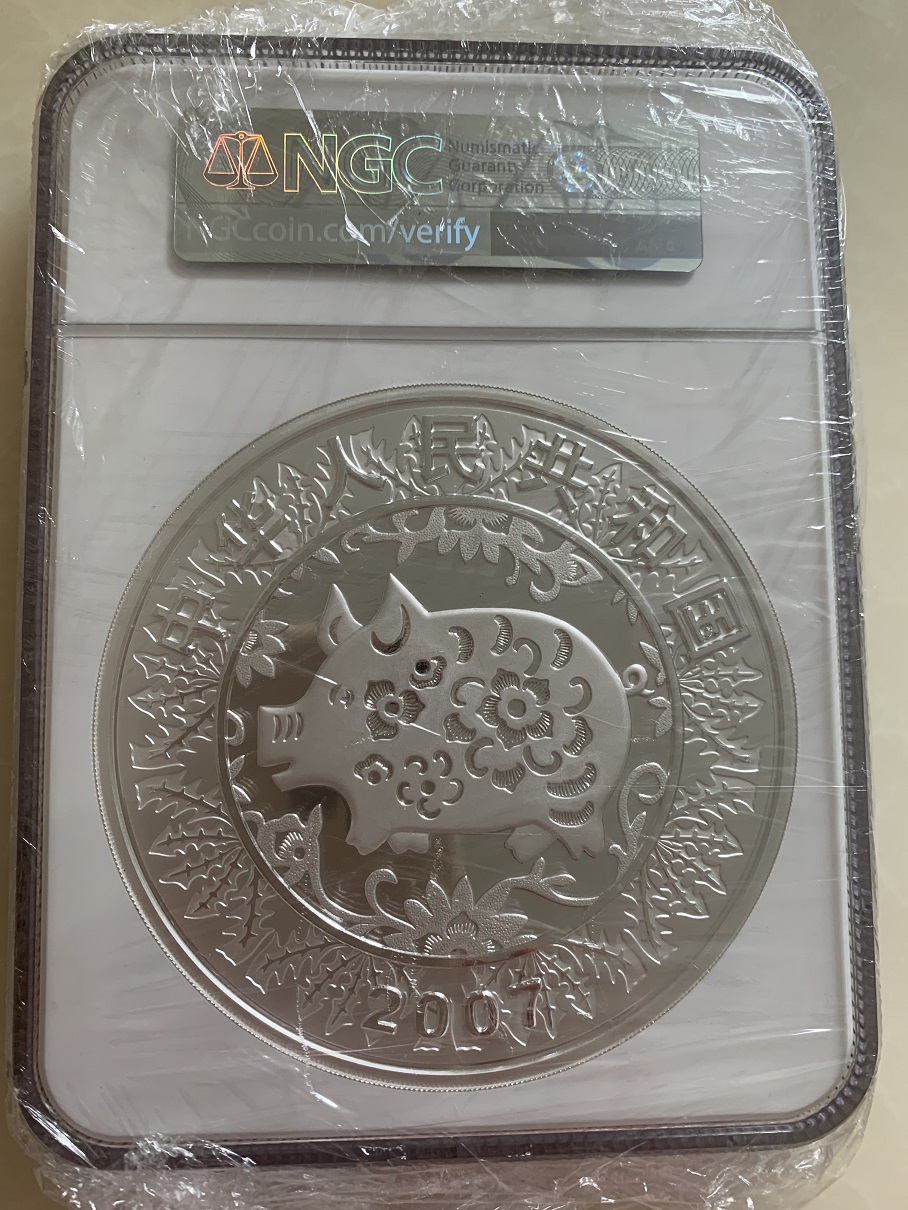 NGC
Numismatic
Guaranty
Corporation
NGCcoin.com/verify
中华人民共和国
2007